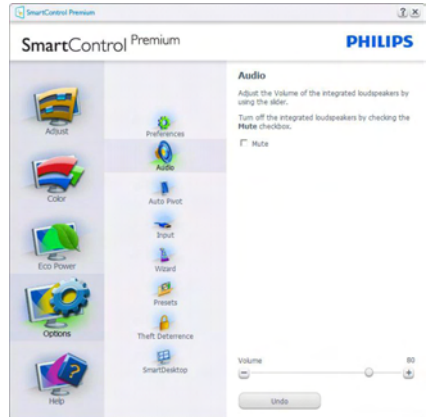 SmartControl Premium
SmartControl Premium
PHILIPS
Adjust
Color
Eco Power
Options
Help
Preferences
Audio
Auto Pivot
Input
Wizard
Presets
Theft Deterrence
SmartDesktop
Audio
Adjust the Volume of the integrated loudspeakers by
using the slider.
Turn off the integrated loudspeakers by checking the
Mute checkbox.
Mute
Volume 80
Undo